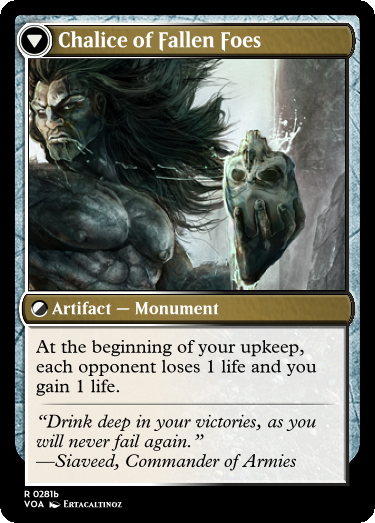 Chalice of Fallen Foes
Artifact — Monument
At the beginning of your upkeep,
each opponent loses 1 life and you
gain 1 life.
“Drink deep in your victories, as you
will never fail again.”
—Siaveed, Commander of Armies
R 0281b
VOA Ertacaltinoz